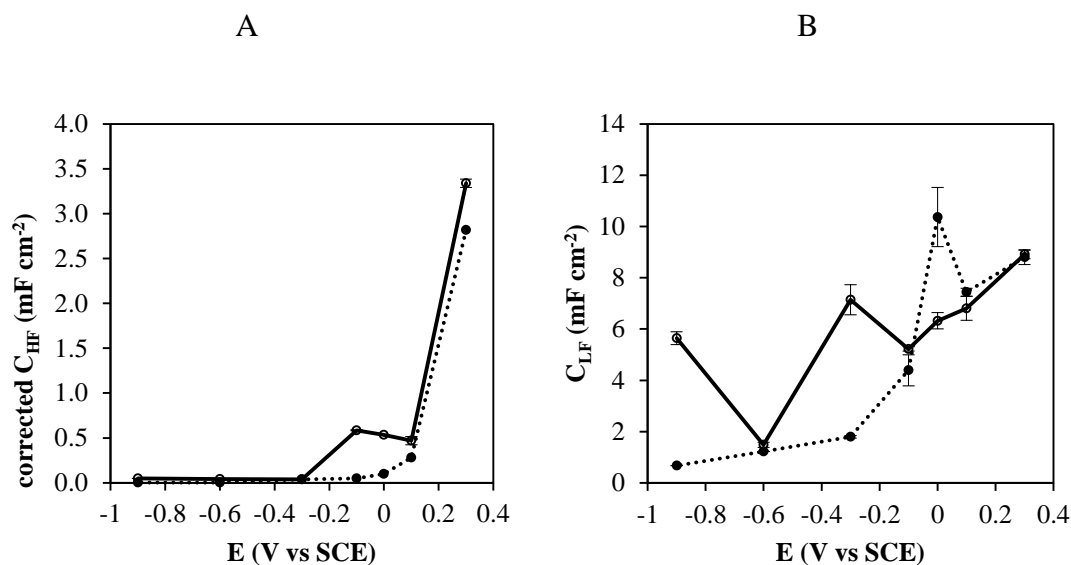 A
B
corrected C_HF (mF cm⁻²)
4.0
3.5
3.0
2.5
2.0
1.5
1.0
0.5
0.0
-1 -0.8 -0.6 -0.4 -0.2 0 0.2 0.4
E (V vs SCE)
C_LF (mF cm⁻²)
14
12
10
8
6
4
2
0
-1 -0.8 -0.6 -0.4 -0.2 0 0.2 0.4
E (V vs SCE)